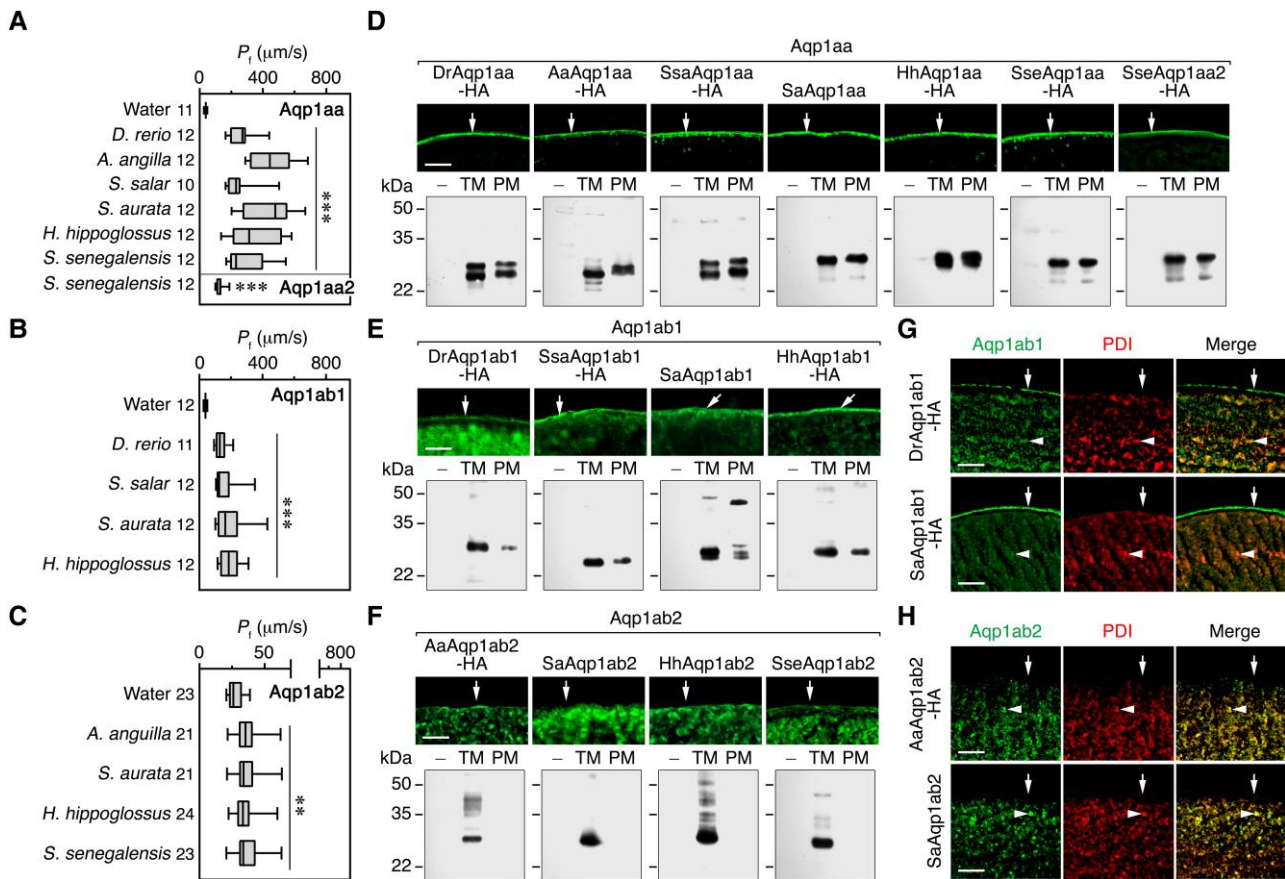 A
Pf (µm/s)
0 400 800
Aqp1aa
Water 11
D. rerio 12
A. angilla 12
S. salar 10
S. aurata 12
H. hippoglossus 12
S. senegalensis 12
***
S. senegalensis 12
*** Aqp1aa2
B
Pf (µm/s)
0 400 800
Aqp1ab1
Water 12
D. rerio 11
S. salar 12
S. aurata 12
H. hippoglossus 12
***
C
Pf (µm/s)
0 50 800
Aqp1ab2
Water 23
A. anguilla 21
S. aurata 21
H. hippoglossus 24
S. senegalensis 23
**
D
Aqp1aa
DrAqp1aa AaAqp1aa SsaAqp1aa SaAqp1aa HhAqp1aa SseAqp1aa SseAqp1aa2
-HA -HA -HA -HA -HA -HA
kDa – TM PM – TM PM – TM PM – TM PM – TM PM – TM PM – TM PM
50
35
22
E
Aqp1ab1
DrAqp1ab1 SsaAqp1ab1 SaAqp1ab1 HhAqp1ab1
-HA -HA -HA
kDa – TM PM – TM PM – TM PM – TM PM
50
35
22
F
Aqp1ab2
AaAqp1ab2 SaAqp1ab2 HhAqp1ab2 SseAqp1ab2
-HA
kDa – TM PM – TM PM – TM PM – TM PM
50
35
22
G
Aqp1ab1 PDI Merge
DrAqp1ab1
-HA
SaAqp1ab1
-HA
H
Aqp1ab2 PDI Merge
AaAqp1ab2
-HA
SaAqp1ab2